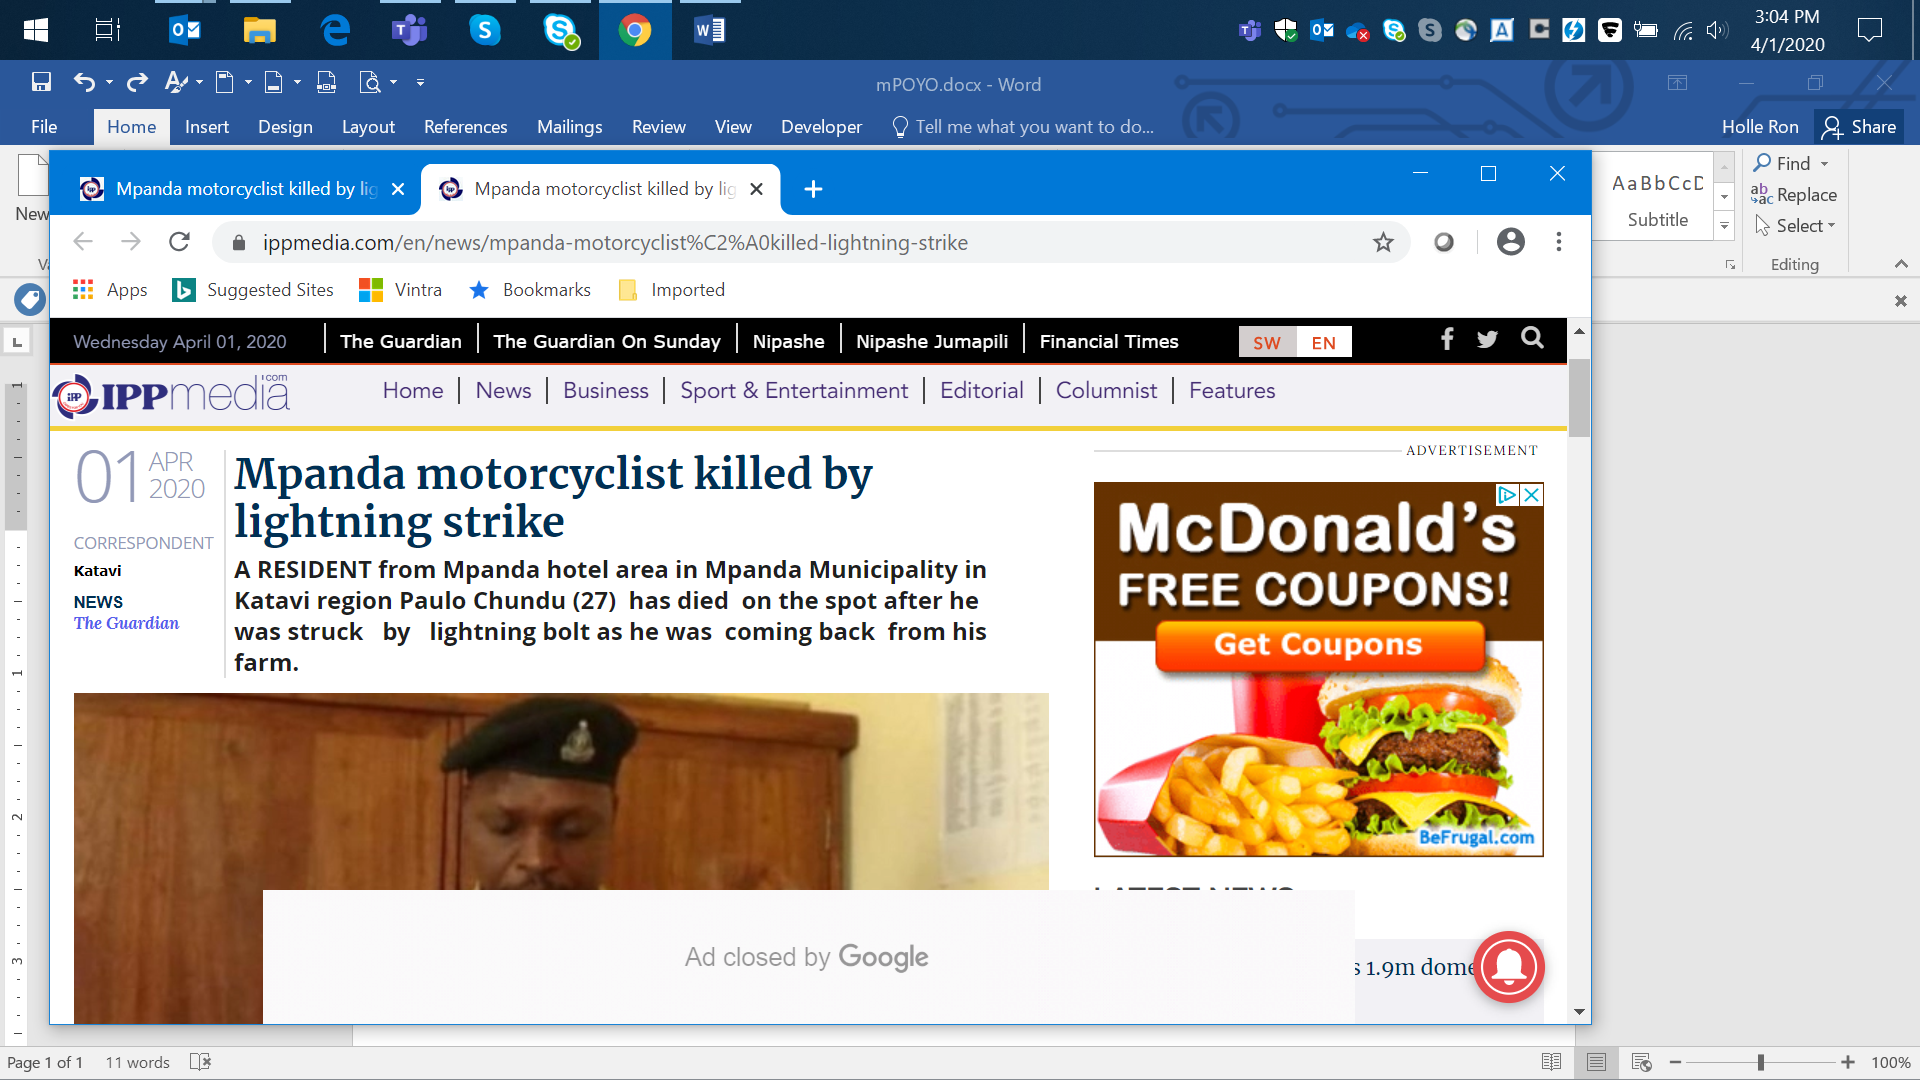 3:04 PM
4/1/2020
mPOYO.docx - Word
File Home Insert Design Layout References Mailings Review View Developer Tell me what you want to do... Holle Ron Share
Mpanda motorcyclist killed by lig
Mpanda motorcyclist killed by lig
New
ippmedia.com/en/news/mpanda-motorcyclist%C2%A0killed-lightning-strike
Apps Suggested Sites Vintra Bookmarks Imported
AaBbCcD
Subtitle
Find
Replace
Select
Editing
Wednesday April 01, 2020 The Guardian The Guardian On Sunday Nipashe Nipashe Jumapili Financial Times SW EN
IPPmedia.com
Home News Business Sport & Entertainment Editorial Columnist Features
01 APR
2020
CORRESPONDENT
Katavi
NEWS
The Guardian
Mpanda motorcyclist killed by
lightning strike
A RESIDENT from Mpanda hotel area in Mpanda Municipality in
Katavi region Paulo Chundu (27) has died on the spot after he
was struck by lightning bolt as he was coming back from his
farm.
ADVERTISEMENT
McDonald's
FREE COUPONS!
Get Coupons
BeFrugal.com
LATEST NEWS
s 1.9m dome
Ad closed by Google
Page 1 of 1 11 words 100%